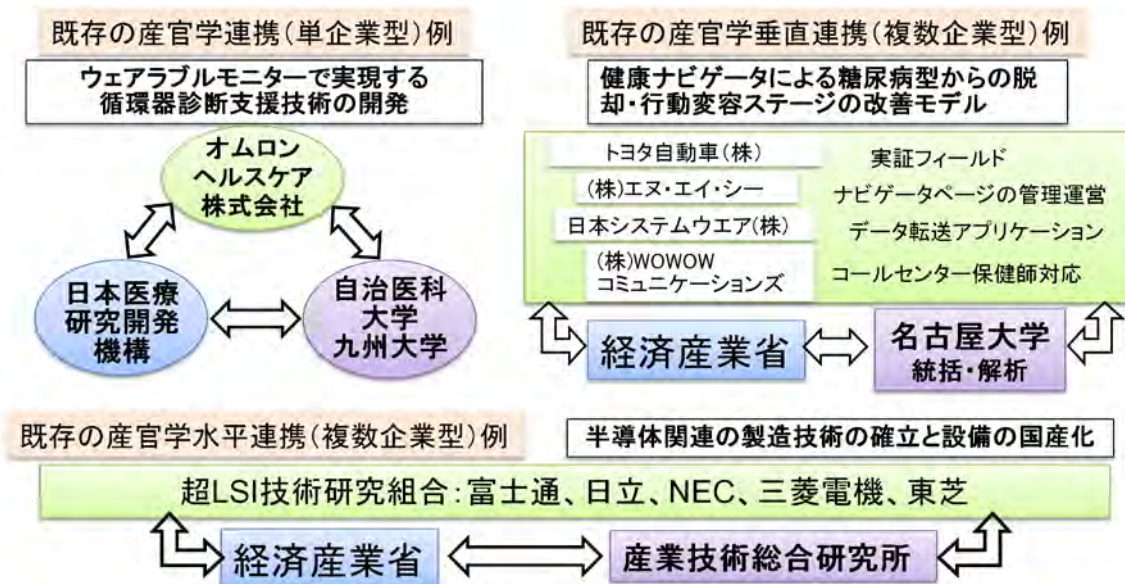 既存の産官学連携(単企業型)例
ウェアラブルモニターで実現する
循環器診断支援技術の開発
オムロン
ヘルスケア
株式会社
日本医療
研究開発
機構
自治医科
大学
九州大学
既存の産官学垂直連携(複数企業型)例
健康ナビゲータによる糖尿病型からの脱
却・行動変容ステージの改善モデル
トヨタ自動車(株)
実証フィールド
(株)エヌ・エイ・シー
ナビゲータページの管理運営
日本システムウエア(株)
データ転送アプリケーション
(株)WOWOW
コミュニケーションズ
コールセンター保健師対応
経済産業省
名古屋大学
統括・解析
既存の産官学水平連携(複数企業型)例
半導体関連の製造技術の確立と設備の国産化
超LSI技術研究組合:富士通、日立、NEC、三菱電機、東芝
経済産業省
産業技術総合研究所